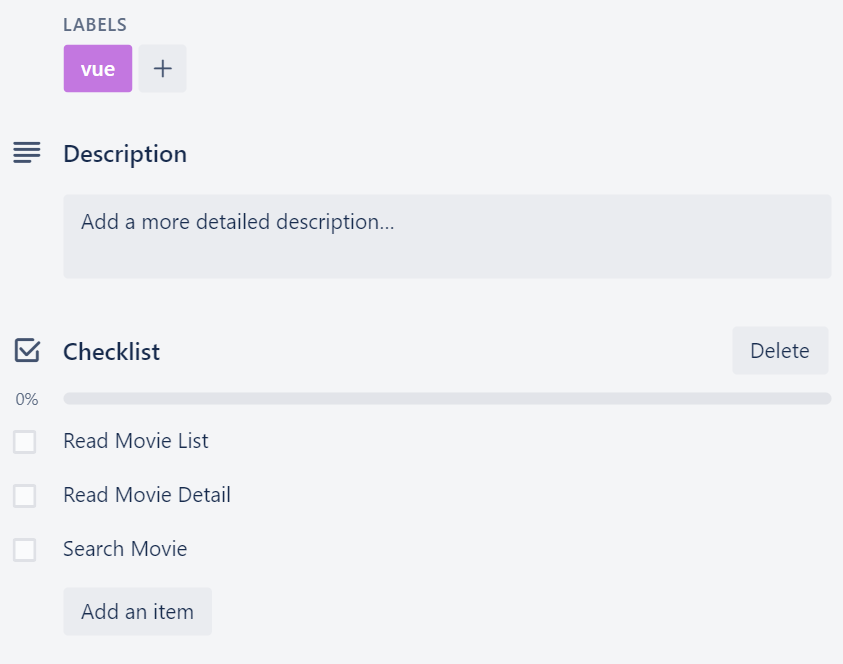 LABELS
vue +
Description
Add a more detailed description...
Checklist Delete
0%
Read Movie List
Read Movie Detail
Search Movie
Add an item